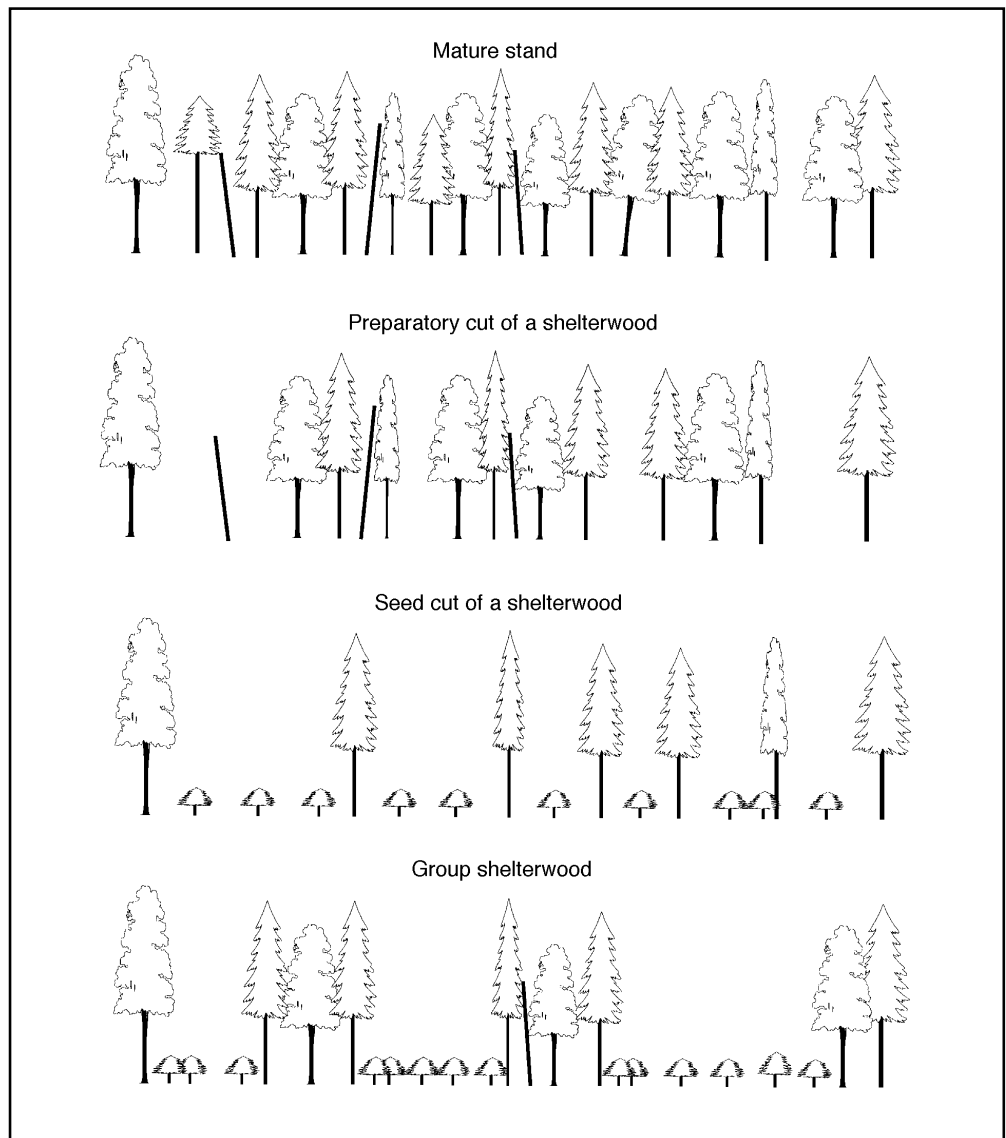 Mature stand
Preparatory cut of a shelterwood
Seed cut of a shelterwood
Group shelterwood